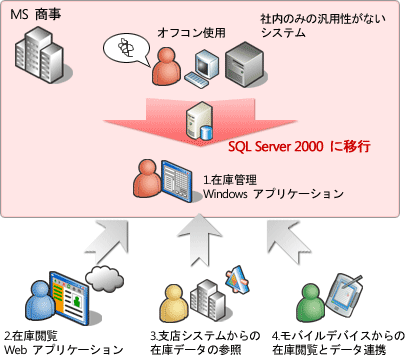 MS 商事
オフコン使用
社内のみの汎用性がない
システム
SQL Server 2000 に移行
1.在庫管理
Windows アプリケーション
2.在庫閲覧
Web アプリケーション
3.支店システムからの
在庫データの参照
4.モバイルデバイスからの
在庫閲覧とデータ連携